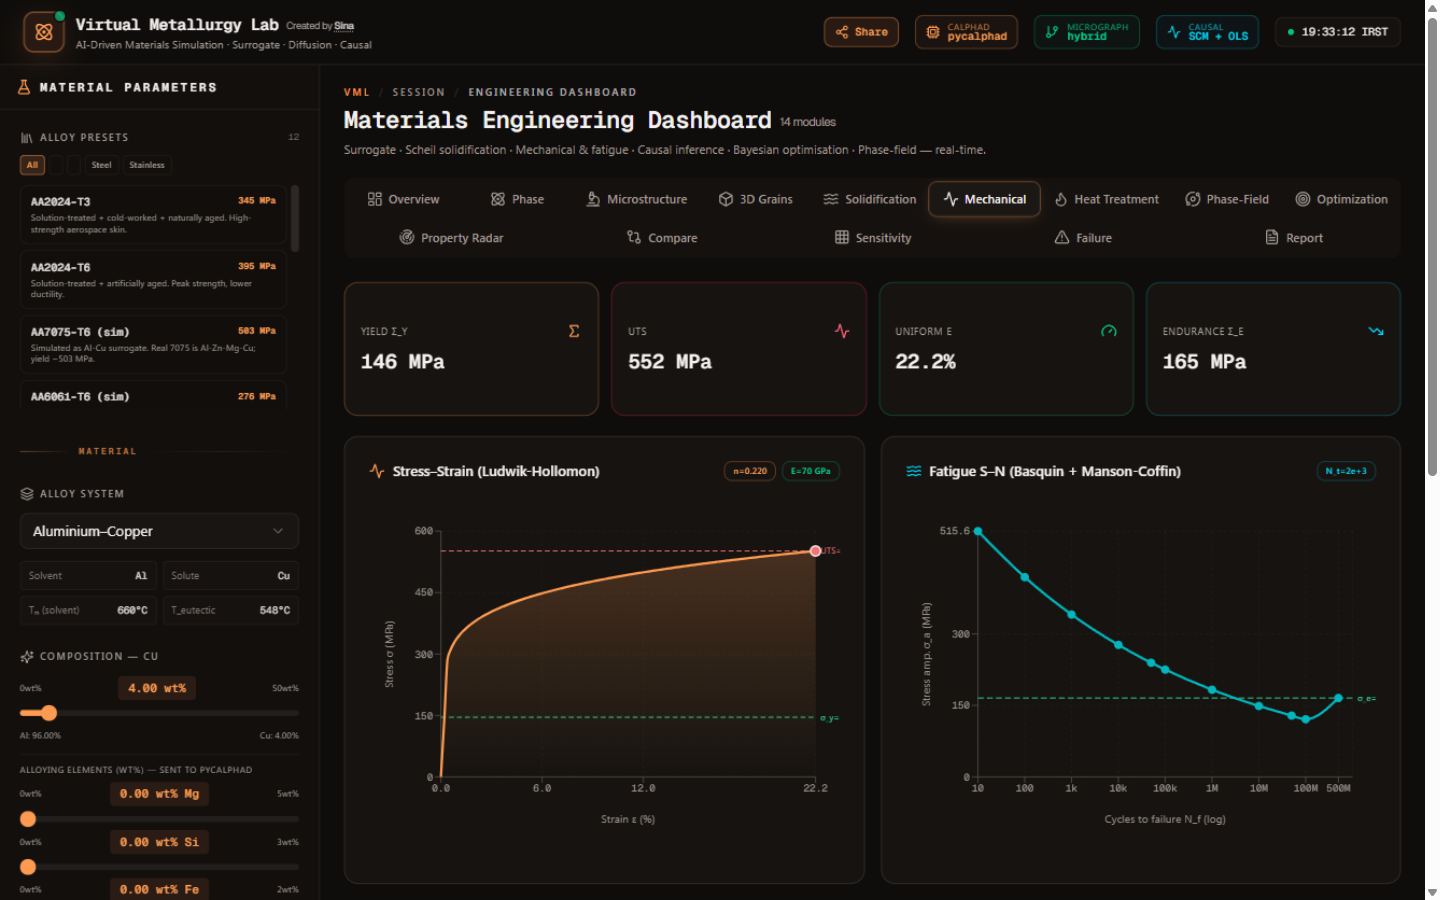 Virtual Metallurgy Lab Created by Sina
AI-Driven Materials Simulation · Surrogate · Diffusion · Causal
Share
CALPHAD
pycalphad
MICROGRAPH
hybrid
CAUSAL
SCM + OLS
19:33:12 IRST
MATERIAL PARAMETERS
ALLOY PRESETS 12
All Steel Stainless
AA2024-T3 345 MPa
Solution-treated + cold-worked + naturally aged. High-
strength aerospace skin.
AA2024-T6 395 MPa
Solution-treated + artificially aged. Peak strength, lower
ductility.
AA7075-T6 (sim) 503 MPa
Simulated as Al-Cu surrogate. Real 7075 is Al-Zn-Mg-Cu;
yield ~503 MPa.
AA6061-T6 (sim) 276 MPa
MATERIAL
ALLOY SYSTEM
Aluminium–Copper
Solvent Al
Solute Cu
Tₘ (solvent) 660°C
T_eutectic 548°C
COMPOSITION — CU
0wt% 4.00 wt% 50wt%
Al: 96.00% Cu: 4.00%
ALLOYING ELEMENTS (WT%) — SENT TO PYCALPHAD
0wt% 0.00 wt% Mg 5wt%
0wt% 0.00 wt% Si 3wt%
0wt% 0.00 wt% Fe 2wt%
VML / SESSION / ENGINEERING DASHBOARD
Materials Engineering Dashboard 14 modules
Surrogate · Scheil solidification · Mechanical & fatigue · Causal inference · Bayesian optimisation · Phase-field — real-time.
Overview Phase Microstructure 3D Grains Solidification Mechanical Heat Treatment Phase-Field Optimization
Property Radar Compare Sensitivity Failure Report
YIELD Σ_Y
146 MPa
UTS
552 MPa
UNIFORM E
22.2%
ENDURANCE Σ_E
165 MPa
Stress–Strain (Ludwik-Hollomon) n=0.220 E=70 GPa
600
450
300
150
0
Stress σ (MPa)
UTS=
σ_y=
0.0 6.0 12.0 22.2
Strain ε (%)
Fatigue S–N (Basquin + Manson-Coffin) N_t=2e+3
515.6
300
150
0
Stress amp. σ_a (MPa)
σ_e=
10 100 1k 10k 100k 1M 10M 100M 500M
Cycles to failure N_f (log)